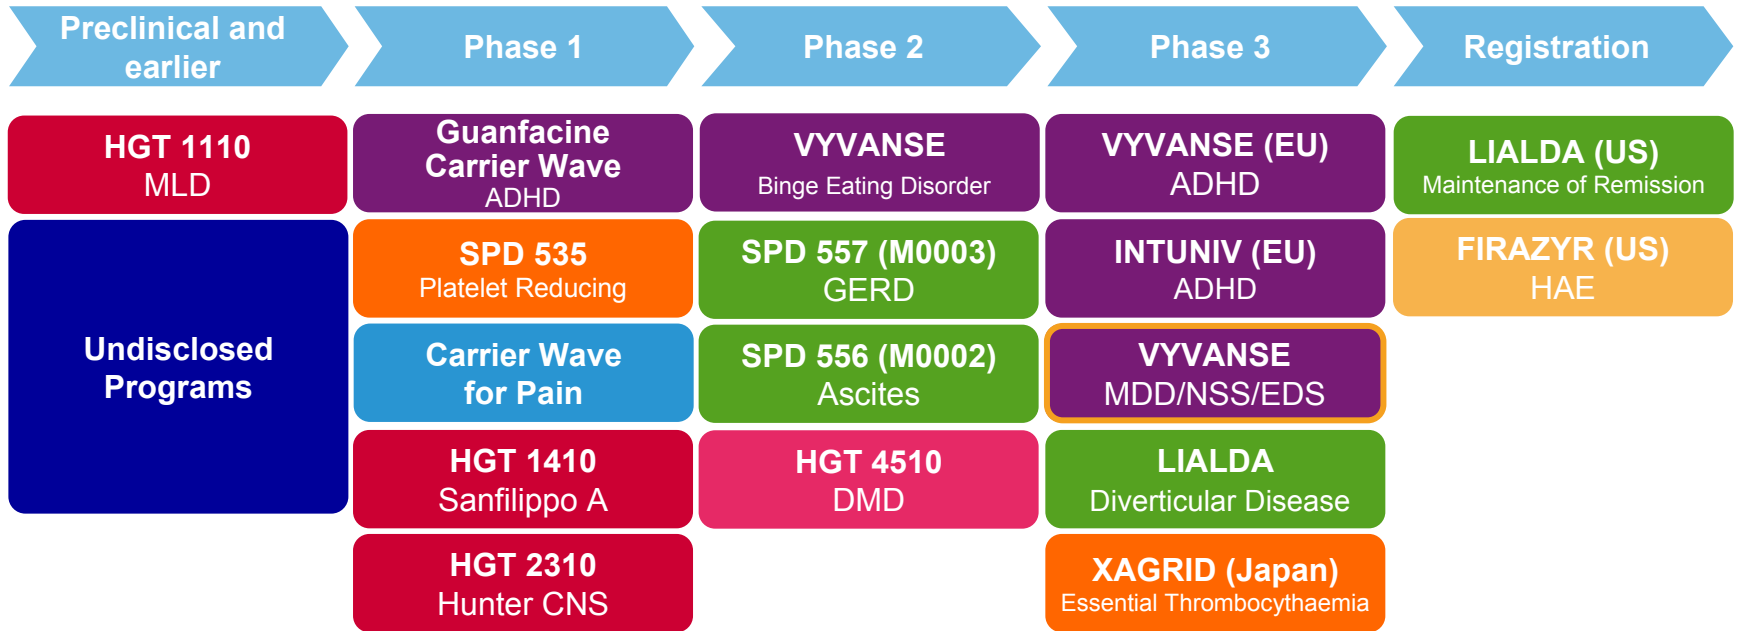 Preclinical and
earlier
Phase 1
Phase 2
Phase 3
Registration
HGT 1110
MLD
Undisclosed
Programs
Guanfacine
Carrier Wave
ADHD
SPD 535
Platelet Reducing
Carrier Wave
for Pain
HGT 1410
Sanfilippo A
HGT 2310
Hunter CNS
VYVANSE
Binge Eating Disorder
SPD 557 (M0003)
GERD
SPD 556 (M0002)
Ascites
HGT 4510
DMD
VYVANSE (EU)
ADHD
INTUNIV (EU)
ADHD
VYVANSE
MDD/NSS/EDS
LIALDA
Diverticular Disease
XAGRID (Japan)
Essential Thrombocythaemia
LIALDA (US)
Maintenance of Remission
FIRAZYR (US)
HAE